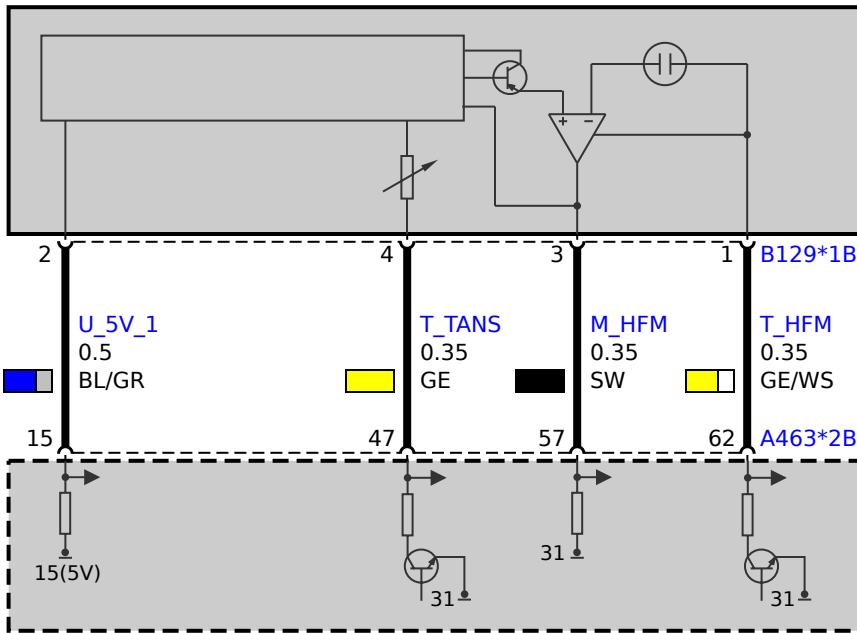 + −
2 4 3 1 B129*1B
U_5V_1 T_TANS M_HFM T_HFM
0.5 0.35 0.35 0.35
BL/GR GE SW GE/WS
15 47 57 62 A463*2B
31
15(5V)
31 31